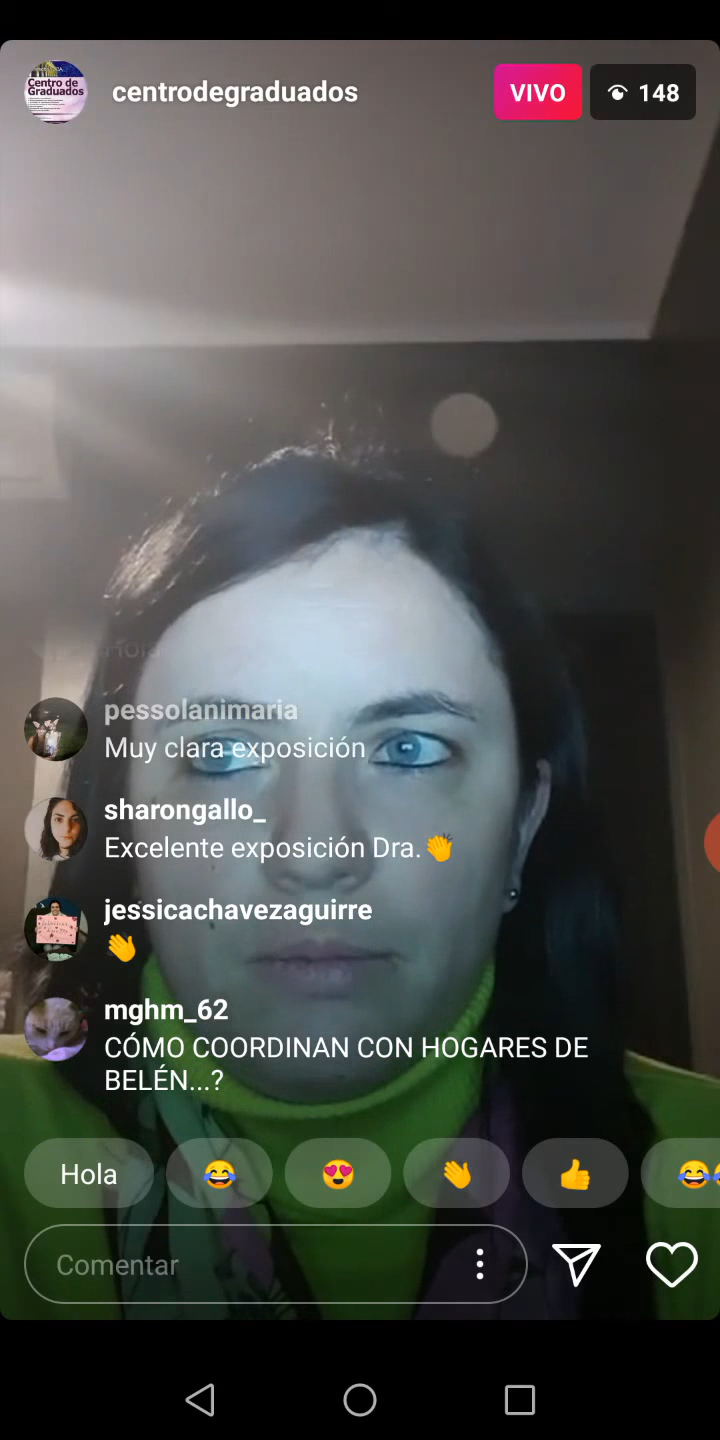 Centro de
Graduados
centrodegraduados
VIVO
148
Hola
pessolanimaria
Muy clara exposición
sharongallo_
Excelente exposición Dra.👏
jessicachavezaguirre
👏
mghm_62
CÓMO COORDINAN CON HOGARES DE
BELÉN...?
Hola 😂 😍 👏 👍 😂
Comentar